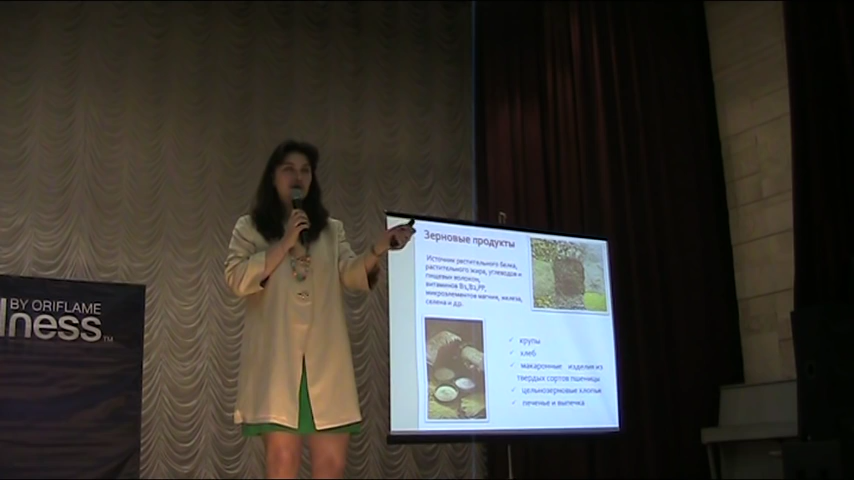 BY ORIFLAME
lness™
Зерновые продукты
Источник растительного белка,
растительного жира, углеводов и
пищевых волокон,
витаминов B1,B2,PP,
микроэлементов магния, железа,
селена и др.
✓ крупы
✓ хлеб
✓ макаронные изделия из
твердых сортов пшеницы
✓ цельнозерновые хлопья
✓ печенье и выпечка